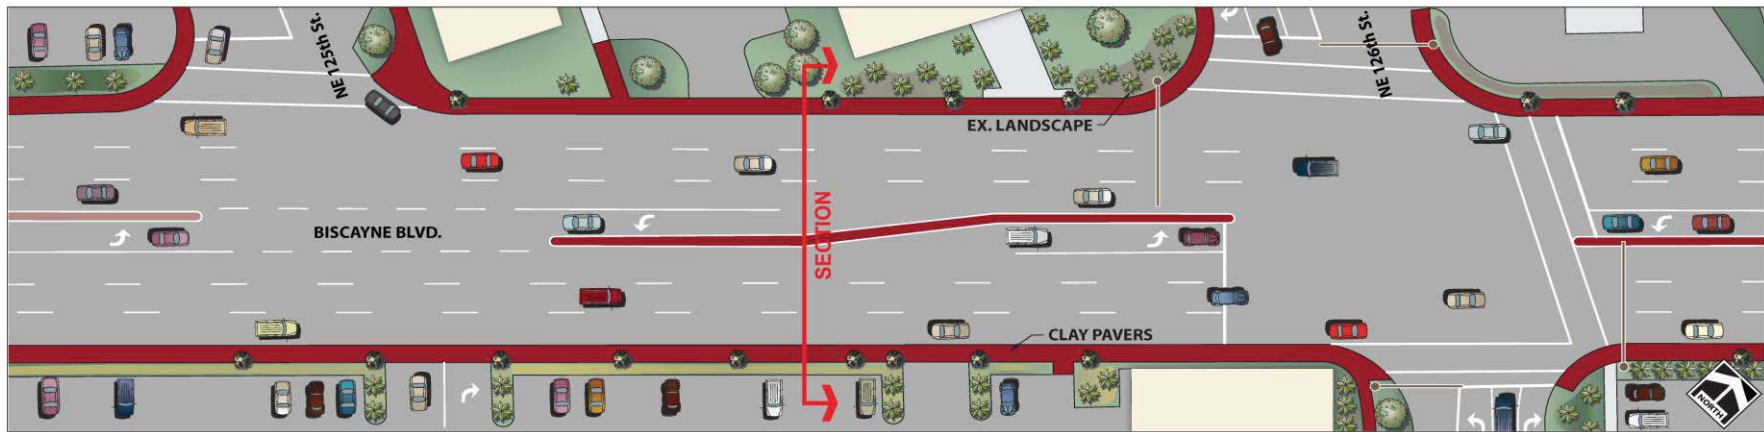 NE 125th St.
NE 126th St.
EX. LANDSCAPE
SECTION
BISCAYNE BLVD.
CLAY PAVERS
NORTH